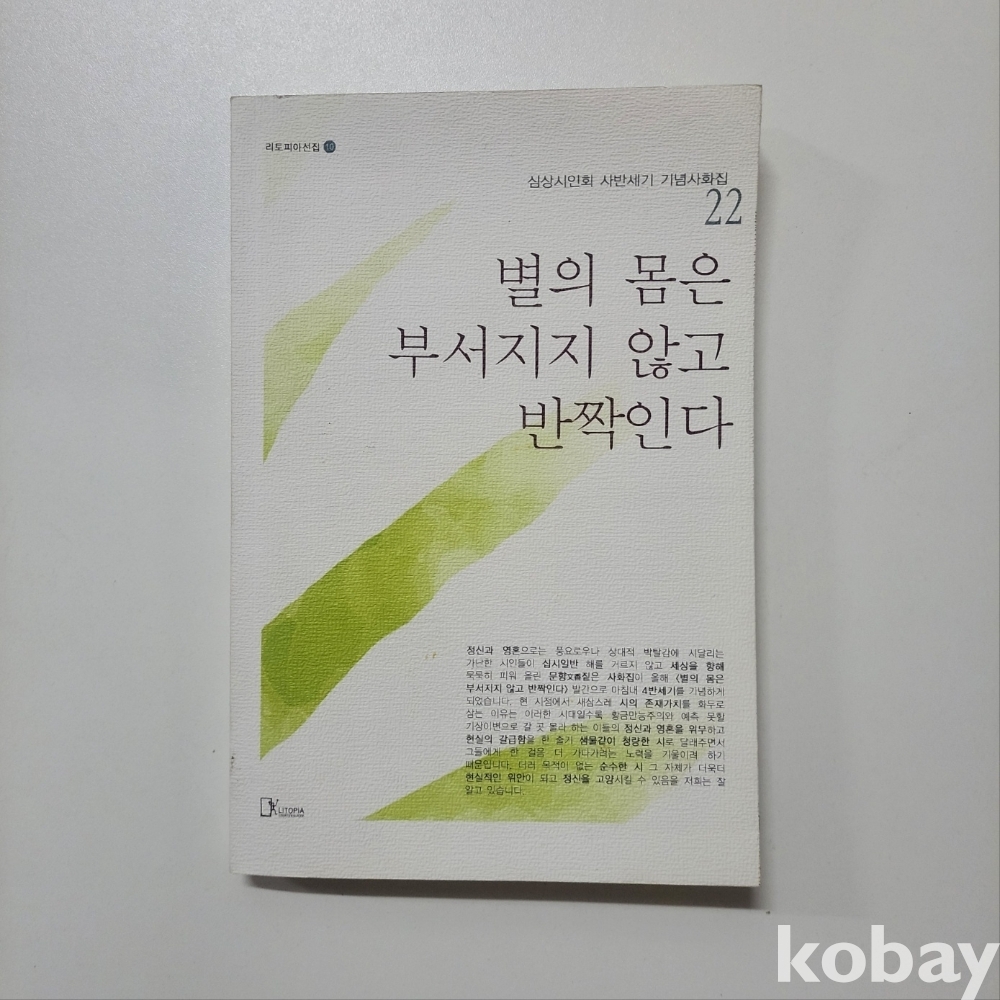 리토피아선집 18
심상시인회 사반세기 기념사화집
22
별의 몸은
부서지지 않고
반짝인다
정신과 영혼으로는 풍요로우나 상대적 박탈감에 시달리는
가난한 시인들이 십시일반 해를 거르지 않고 세상을 향해
묵묵히 피워 올린 문향文香짙은 사화집이 올해 〈별의 몸은
부서지지 않고 반짝인다〉 발간으로 마침내 4반세기를 기념하게
되었습니다. 현 시점에서 새삼스레 시의 존재가치를 화두로
삼는 이유는 이러한 시대일수록 황금만능주의와 예측 못할
기상이변으로 갈 곳 몰라 하는 이들의 정신과 영혼을 위무하고
현실의 갈급함을 한 줄기 샘물같이 청량한 시로 달래주면서
그들에게 한 걸음 더 가다가려는 노력을 기울이려 하기
때문입니다. 더러 목적이 없는 순수한 시 그 자체가 더욱더
현실적인 위안이 되고 정신을 고양시킬 수 있음을 저희는 잘
알고 있습니다.
LITOPIA
kobay